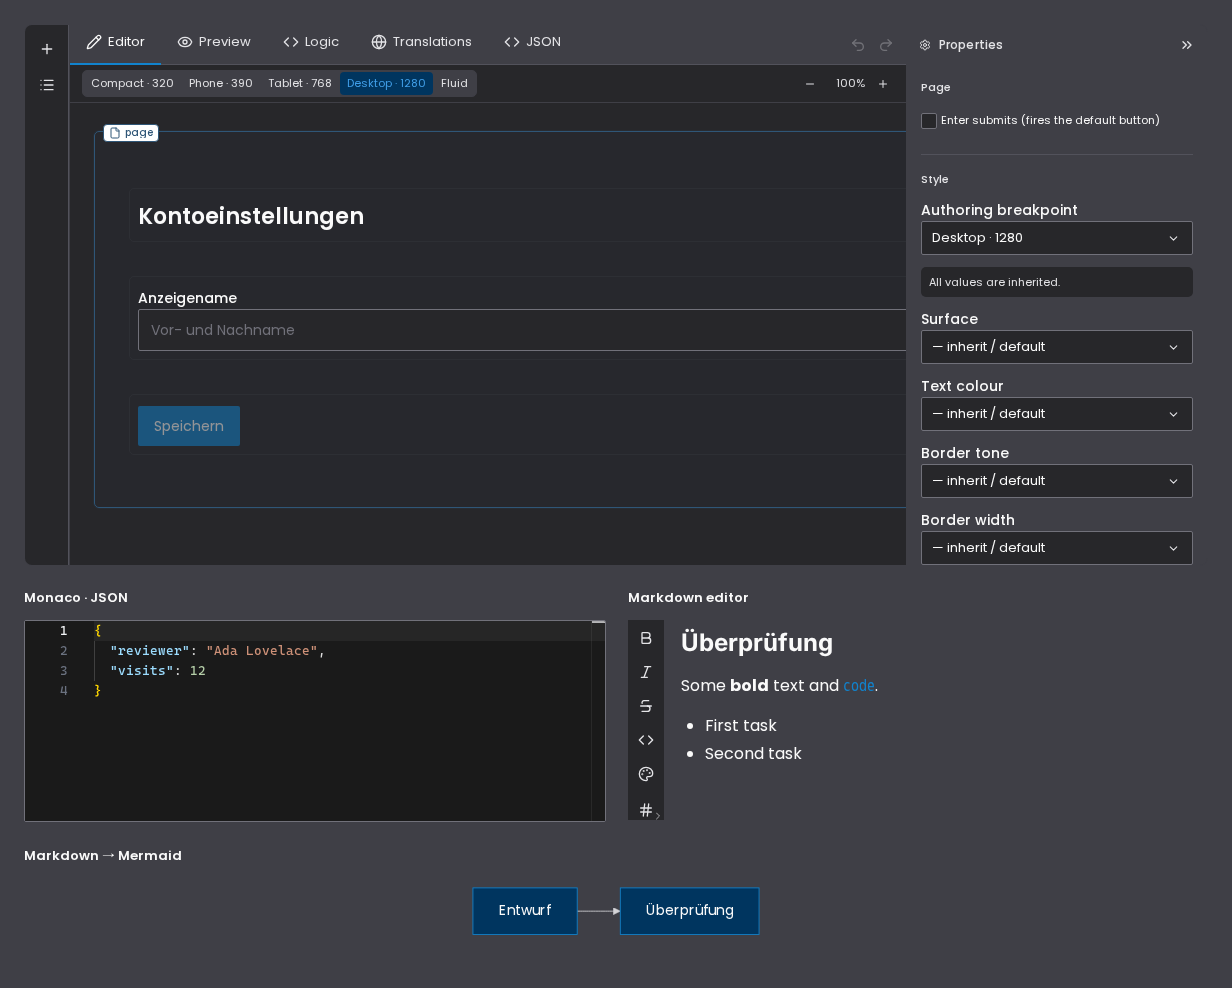 Editor Preview Logic Translations JSON
Compact · 320 Phone · 390 Tablet · 768 Desktop · 1280 Fluid 100%
page
Kontoeinstellungen
Anzeigename
Vor- und Nachname
Speichern
Properties
Page
Enter submits (fires the default button)
Style
Authoring breakpoint
Desktop · 1280
All values are inherited.
Surface
— inherit / default
Text colour
— inherit / default
Border tone
— inherit / default
Border width
— inherit / default
Monaco · JSON
1 {
2 "reviewer": "Ada Lovelace",
3 "visits": 12
4 }
Markdown editor
Überprüfung
Some bold text and code.
• First task
• Second task
Markdown → Mermaid
Entwurf Überprüfung